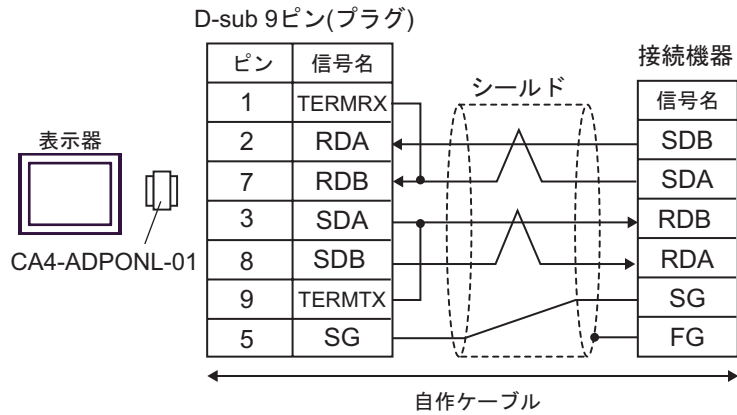 D-sub 9ピン(プラグ)
接続機器
ピン 信号名
シールド
信号名
1 TERMRX
2 RDA
SDB
表示器
7 RDB
SDA
3 SDA
RDB
CA4-ADPONL-01
8 SDB
RDA
9 TERMTX
SG
5 SG
FG
自作ケーブル